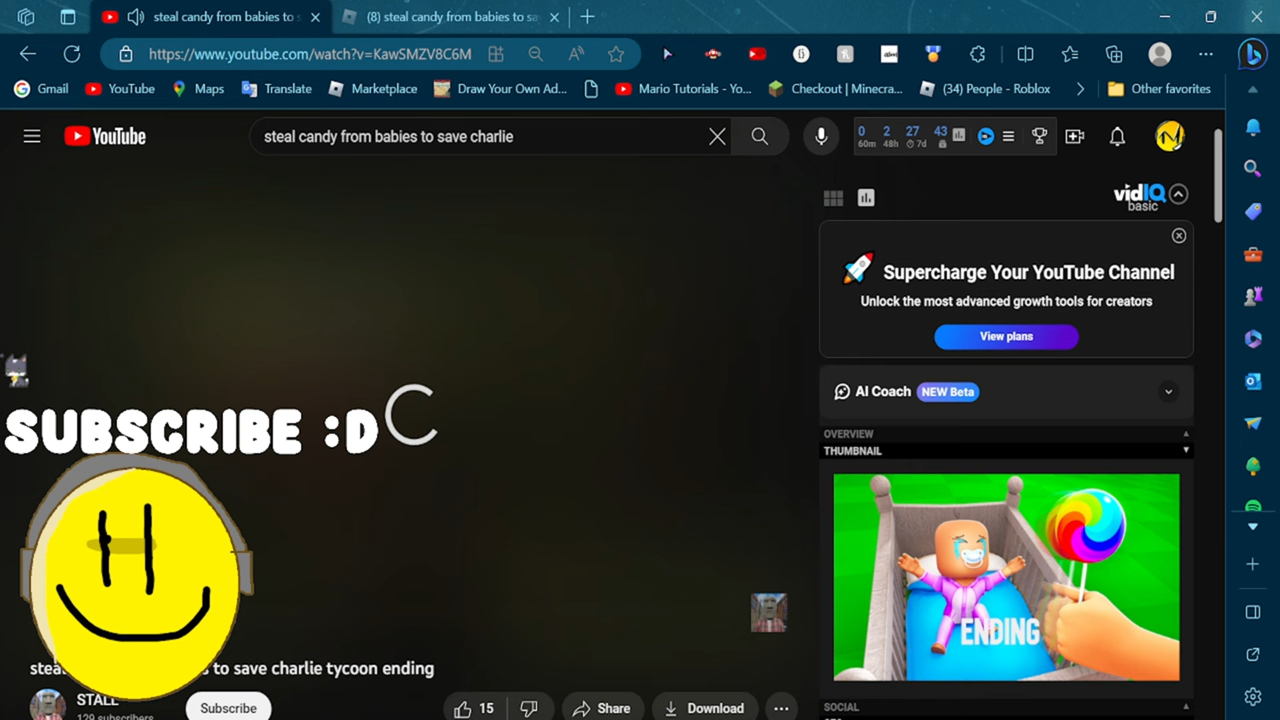 steal candy from babies to s
(8) steal candy from babies to sa
https://www.youtube.com/watch?v=KawSMZV8C6M
Gmail
YouTube
Maps
Translate
Marketplace
Draw Your Own Ad...
Mario Tutorials - Yo...
Checkout | Minecra...
(34) People - Roblox
Other favorites
YouTube
steal candy from babies to save charlie
0 2 27 43
60m 48h 7d
vidIQ
basic
Supercharge Your YouTube Channel
Unlock the most advanced growth tools for creators
View plans
AI Coach NEW Beta
OVERVIEW
THUMBNAIL
SUBSCRIBE :D
ENDING
to save charlie tycoon ending
STALL
129 subscribers
Subscribe
15
Share
Download
SOCIAL